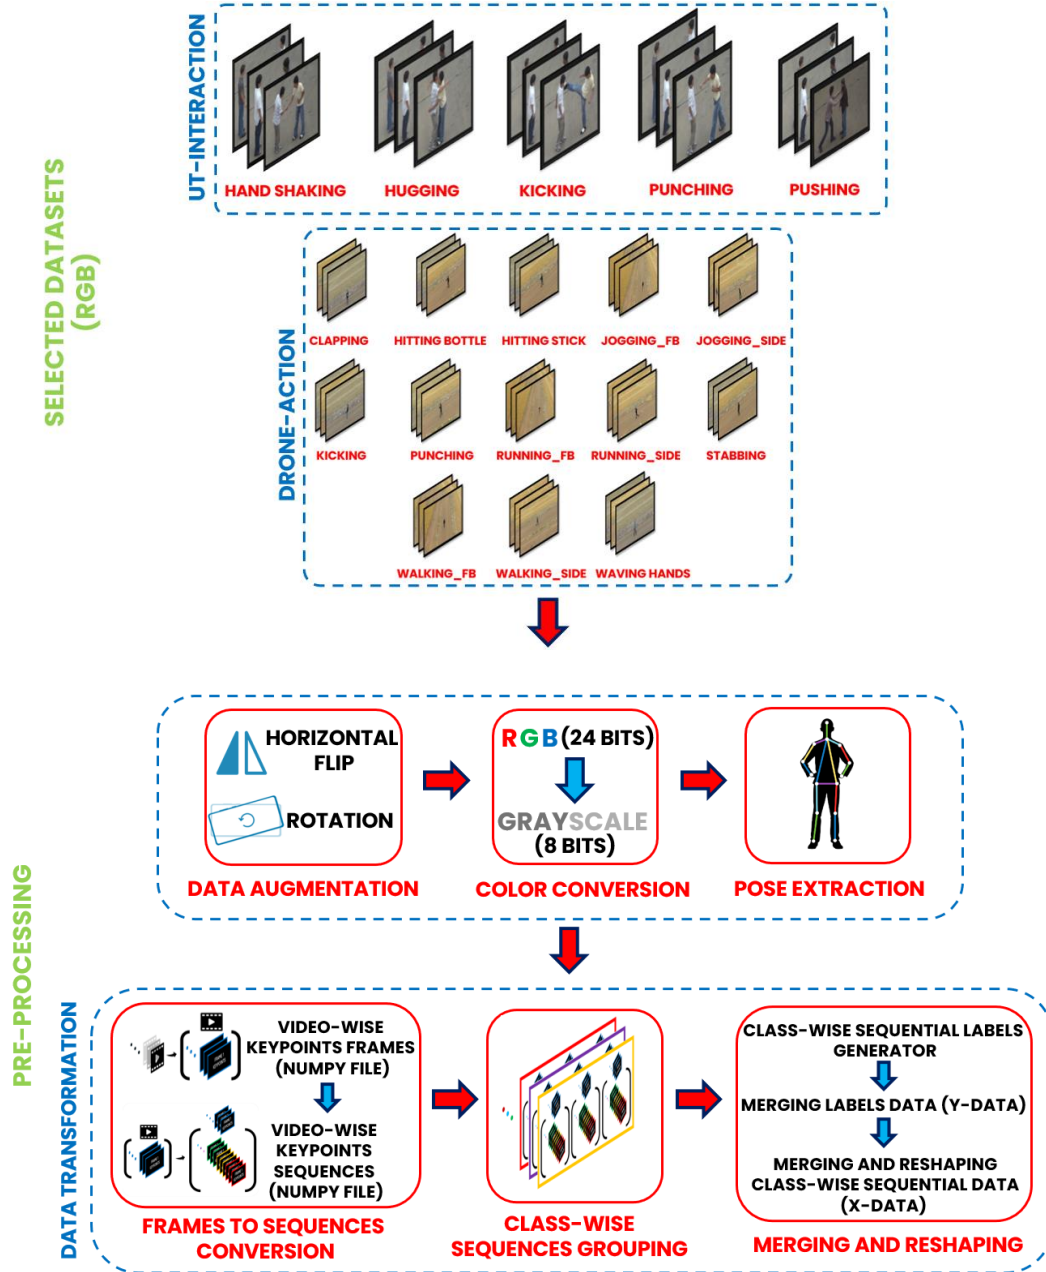 SELECTED DATASETS
(RGB)
UT-INTERACTION
HAND SHAKING
HUGGING
KICKING
PUNCHING
PUSHING
DRONE-ACTION
CLAPPING
HITTING BOTTLE
HITTING STICK
JOGGING_FB
JOGGING_SIDE
KICKING
PUNCHING
RUNNING_FB
RUNNING_SIDE
STABBING
WALKING_FB
WALKING_SIDE
WAVING HANDS
PRE-PROCESSING
HORIZONTAL
FLIP
ROTATION
DATA AUGMENTATION
RGB (24 BITS)
GRAYSCALE
(8 BITS)
COLOR CONVERSION
POSE EXTRACTION
DATA TRANSFORMATION
VIDEO-WISE
KEYPOINTS FRAMES
(NUMPY FILE)
VIDEO-WISE
KEYPOINTS
SEQUENCES
(NUMPY FILE)
FRAMES TO SEQUENCES
CONVERSION
CLASS-WISE
SEQUENCES GROUPING
CLASS-WISE SEQUENTIAL LABELS
GENERATOR
MERGING LABELS DATA (Y-DATA)
MERGING AND RESHAPING
CLASS-WISE SEQUENTIAL DATA
(X-DATA)
MERGING AND RESHAPING